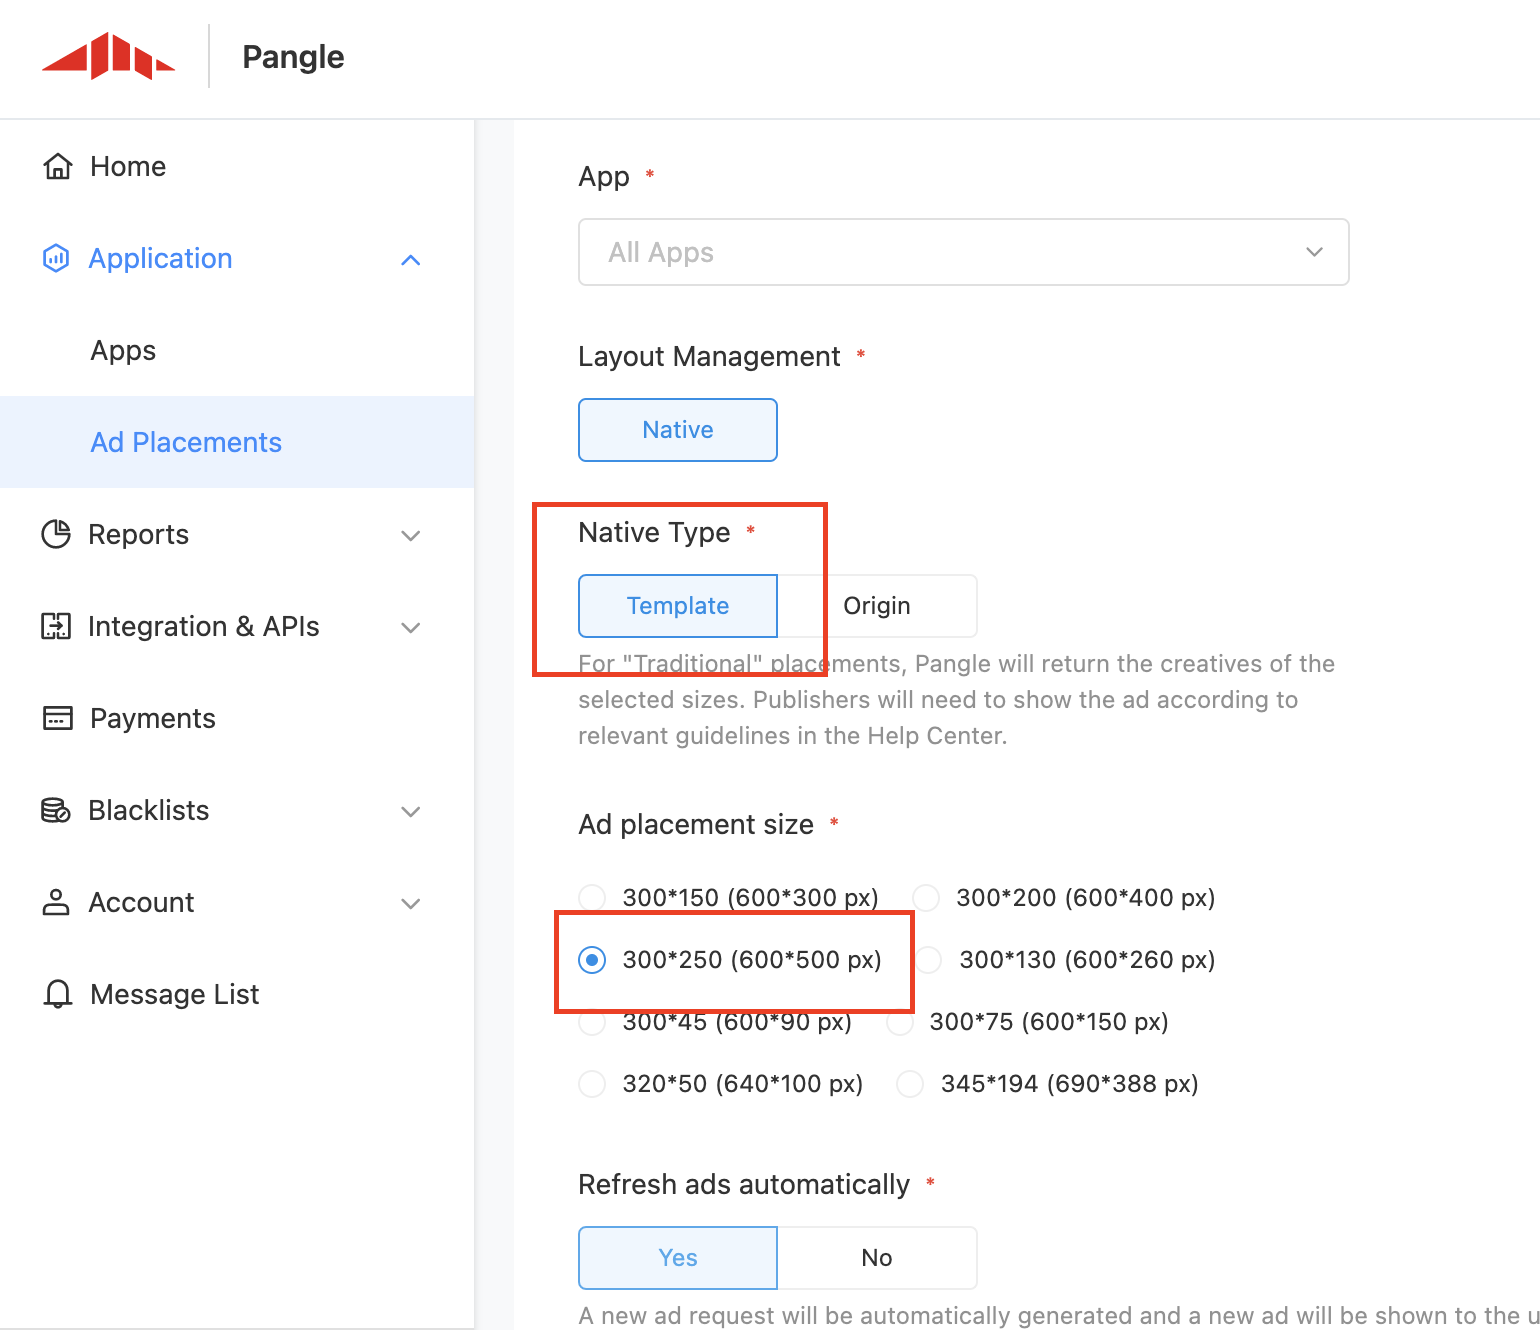 Pangle
Home
Application
Apps
Ad Placements
Reports
Integration & APIs
Payments
Blacklists
Account
Message List
App *
All Apps
Layout Management *
Native
Native Type *
Template Origin
For "Traditional" placements, Pangle will return the creatives of the
selected sizes. Publishers will need to show the ad according to
relevant guidelines in the Help Center.
Ad placement size *
300*150 (600*300 px) 300*200 (600*400 px)
300*250 (600*500 px) 300*130 (600*260 px)
300*45 (600*90 px) 300*75 (600*150 px)
320*50 (640*100 px) 345*194 (690*388 px)
Refresh ads automatically *
Yes No
A new ad request will be automatically generated and a new ad will be shown to the